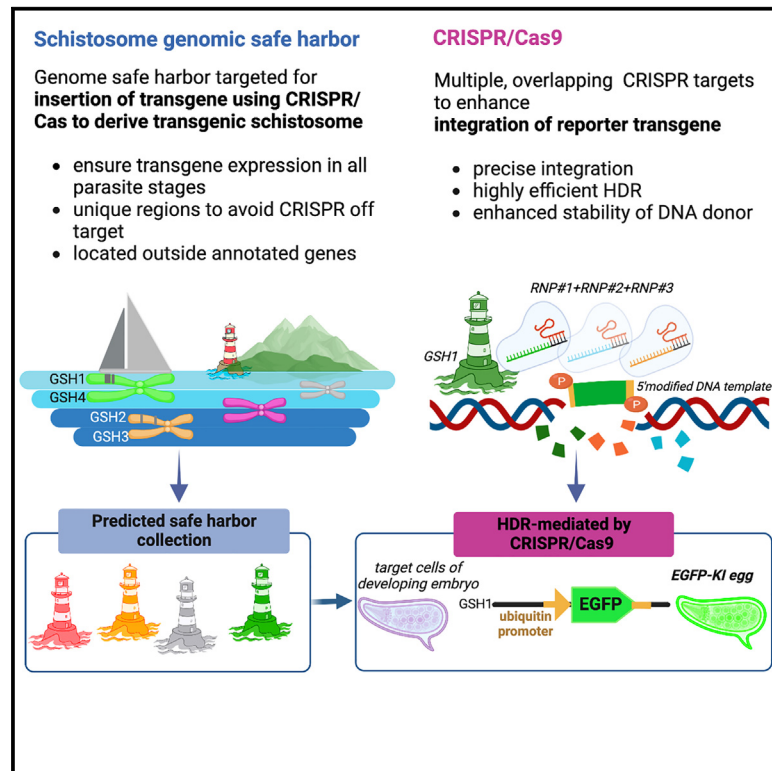 Schistosome genomic safe harbor
Genome safe harbor targeted for
insertion of transgene using CRISPR/
Cas to derive transgenic schistosome
• ensure transgene expression in all
parasite stages
• unique regions to avoid CRISPR off
target
• located outside annotated genes
GSH1
GSH4
GSH2
GSH3
Predicted safe harbor
collection
CRISPR/Cas9
Multiple, overlapping CRISPR targets
to enhance
integration of reporter transgene
• precise integration
• highly efficient HDR
• enhanced stability of DNA donor
RNP#1+RNP#2+RNP#3
GSH1
P
5'modified DNA template
P
HDR-mediated by
CRISPR/Cas9
target cells of
developing embryo
GSH1
ubiquitin
promoter
EGFP
EGFP-KI egg